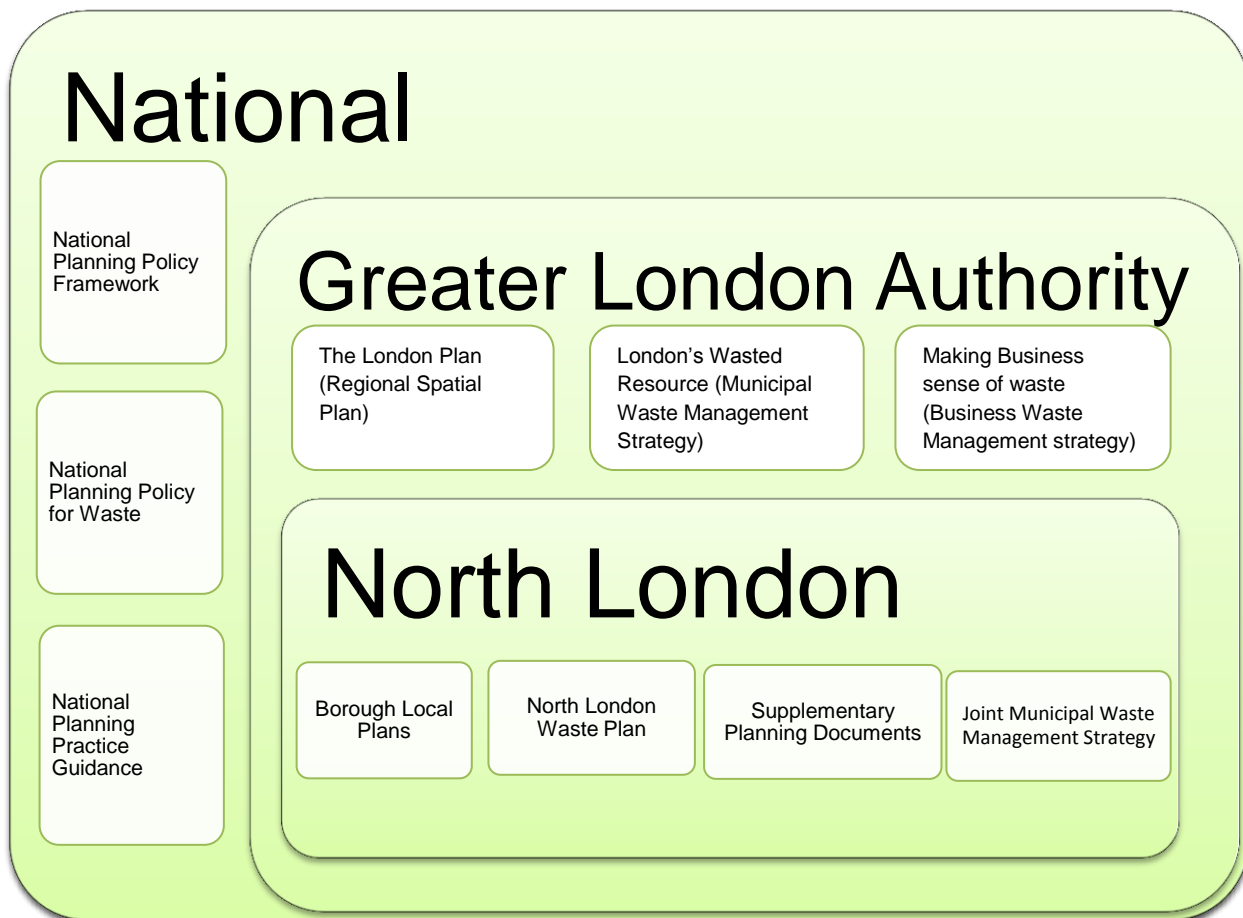 National
National
Planning Policy
Framework
National
Planning Policy
for Waste
National
Planning
Practice
Guidance
Greater London Authority
The London Plan
(Regional Spatial
Plan)
London’s Wasted
Resource (Municipal
Waste Management
Strategy)
Making Business
sense of waste
(Business Waste
Management strategy)
North London
Borough Local
Plans
North London
Waste Plan
Supplementary
Planning Documents
Joint Municipal Waste
Management Strategy